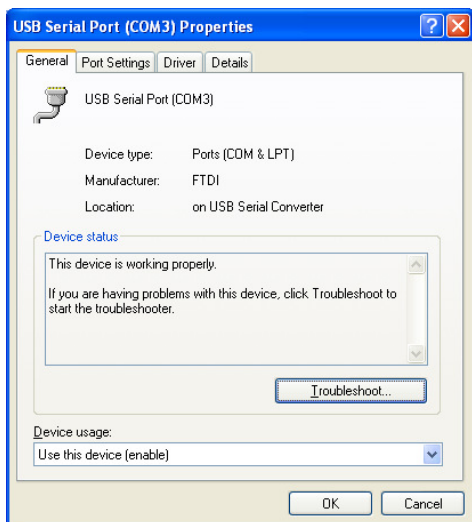 USB Serial Port (COM3) Properties
General Port Settings Driver Details
USB Serial Port (COM3)
Device type: Ports (COM & LPT)
Manufacturer: FTDI
Location: on USB Serial Converter
Device status
This device is working properly.
If you are having problems with this device, click Troubleshoot to
start the troubleshooter.
Troubleshoot...
Device usage:
Use this device (enable)
OK Cancel